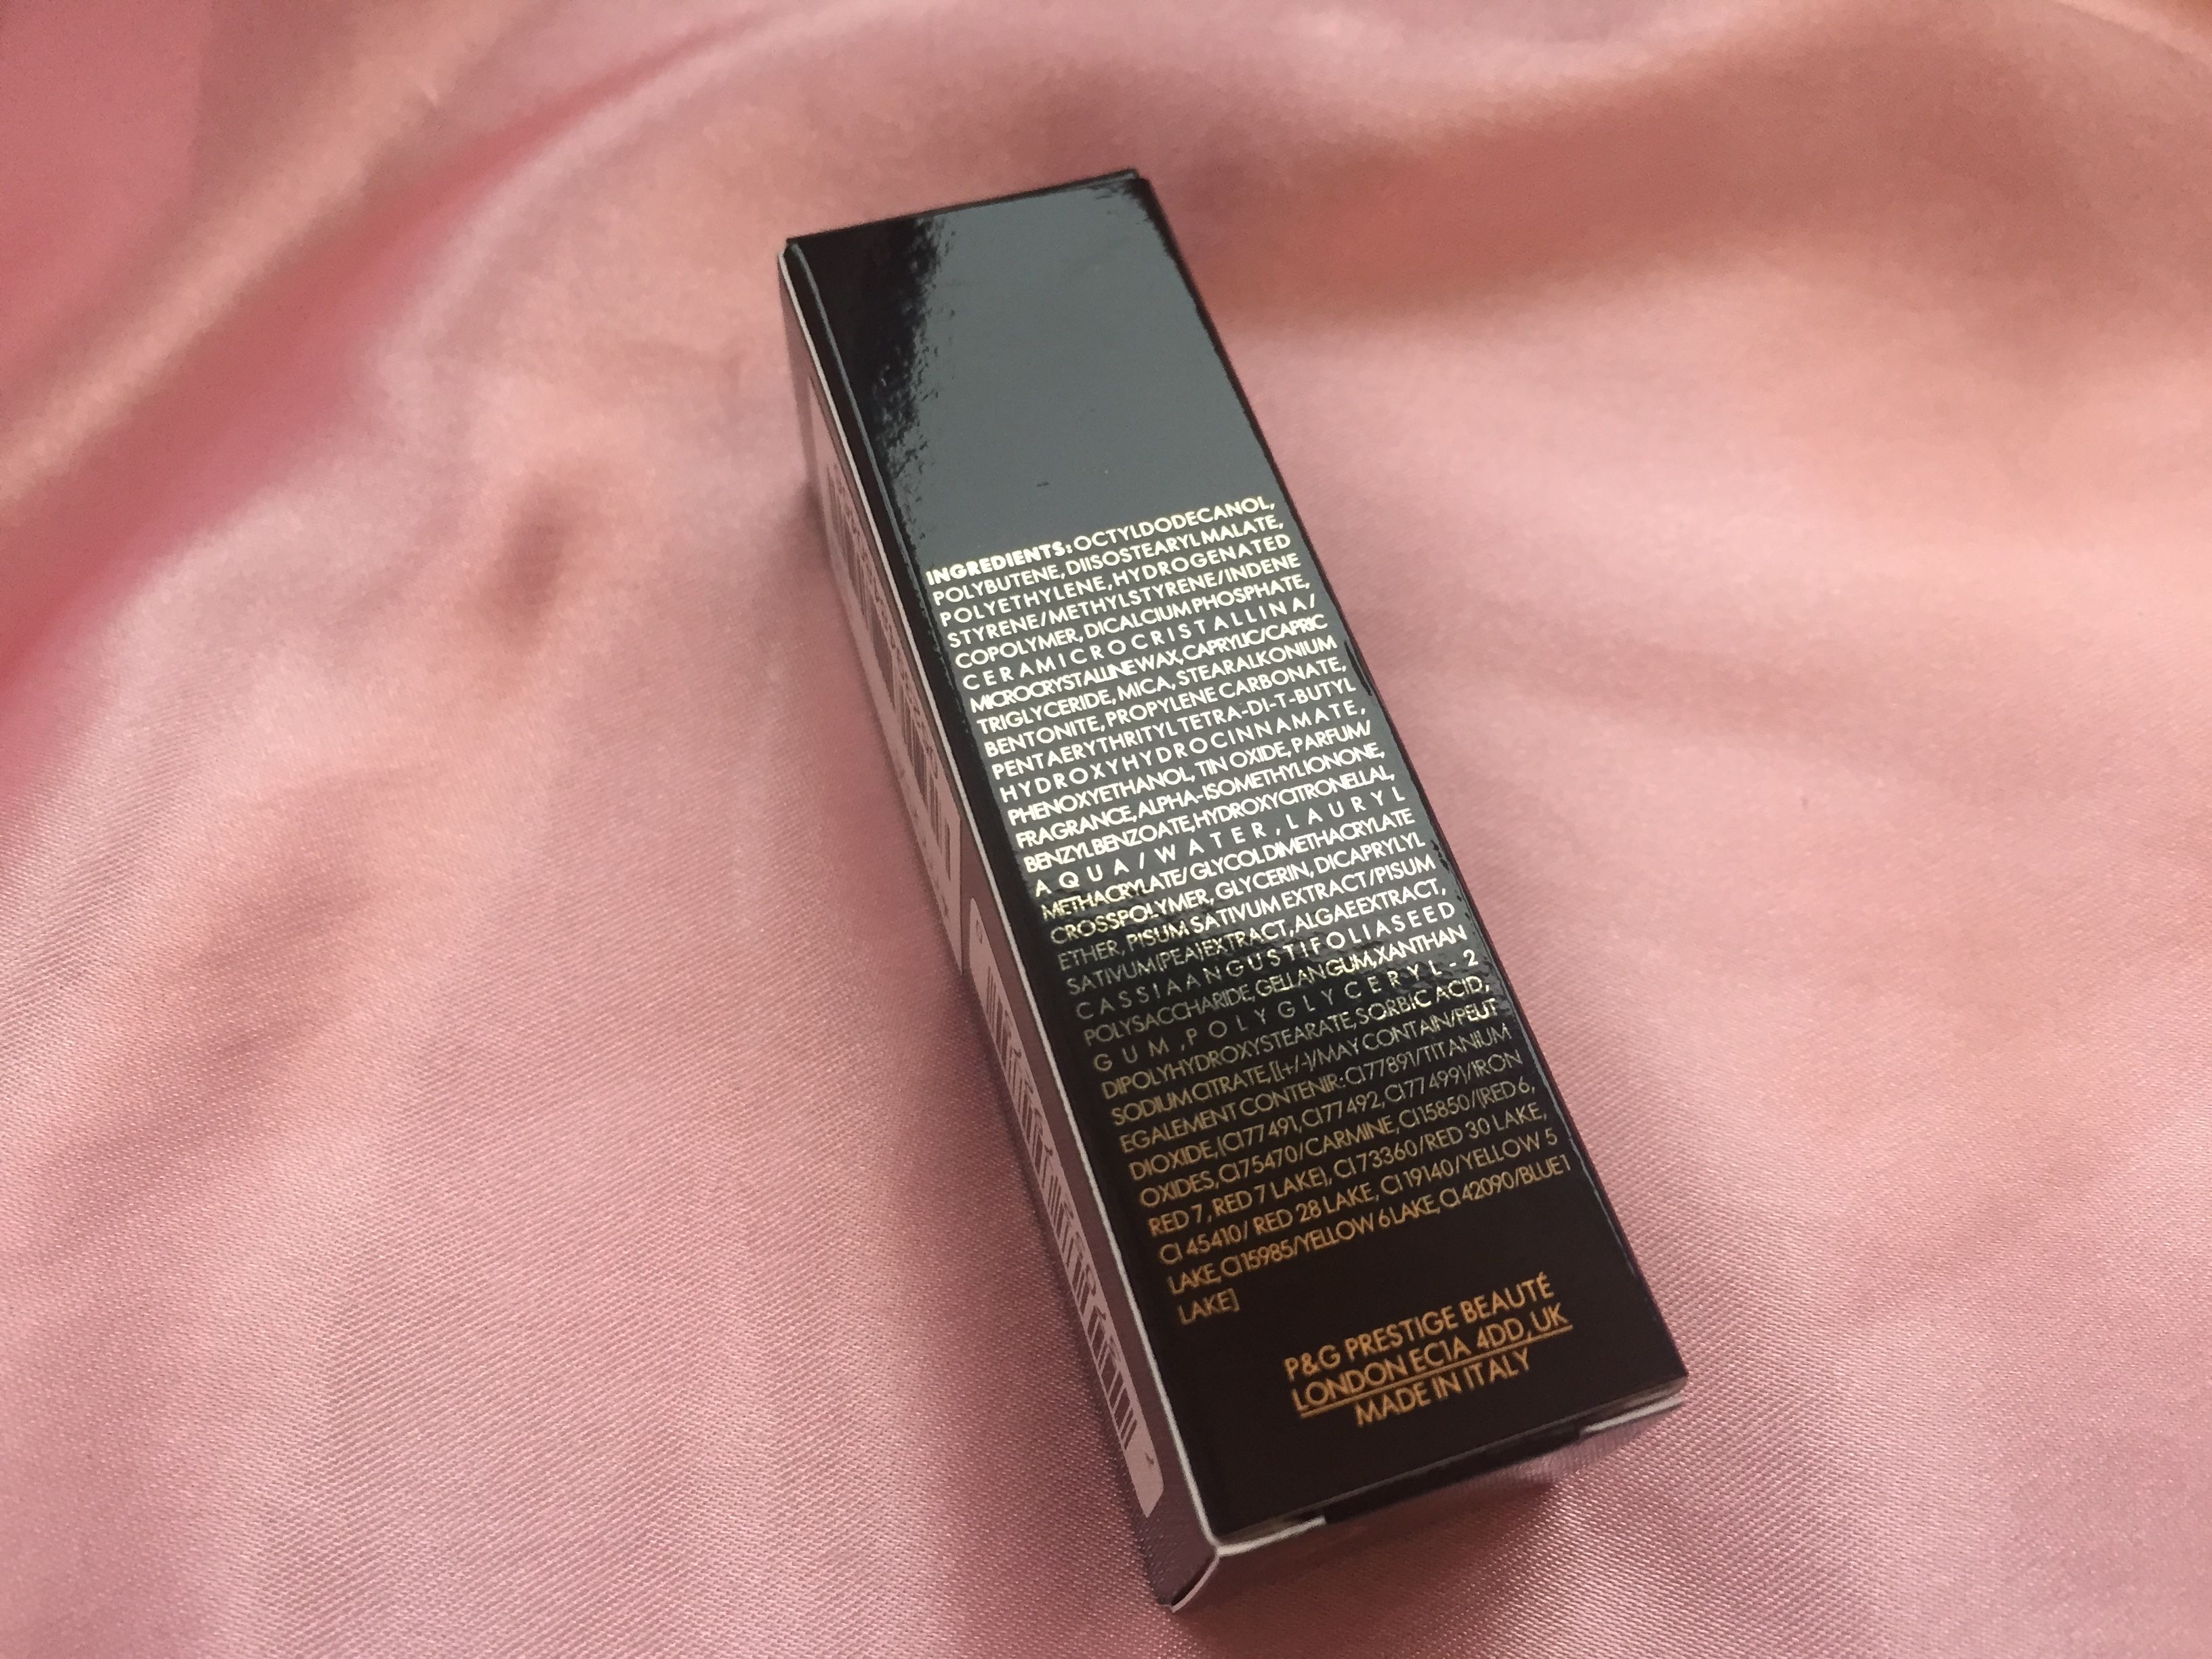 INGREDIENTS: OCTYLDODECANOL,
POLYBUTENE, DIISOSTEARYL MALATE,
POLYETHYLENE, HYDROGENATED
STYRENE/METHYLSTYRENE/INDENE
COPOLYMER, DICALCIUM PHOSPHATE,
CERA MICROCRISTALLINA/
MICROCRYSTALLINE WAX, CAPRYLIC/CAPRIC
TRIGLYCERIDE, MICA, STEARALKONIUM
BENTONITE, PROPYLENE CARBONATE,
PENTAERYTHRITYL TETRA-DI-T-BUTYL
HYDROXYHYDROCINNAMATE,
PHENOXYETHANOL, TIN OXIDE, PARFUM/
FRAGRANCE, ALPHA-ISOMETHYL IONONE,
BENZYL BENZOATE, HYDROXYCITRONELLAL,
AQUA/WATER, LAURYL
METHACRYLATE/GLYCOL DIMETHACRYLATE
CROSSPOLYMER, GLYCERIN, DICAPRYLYL
ETHER, PISUM SATIVUM EXTRACT/PISUM
SATIVUM (PEA) EXTRACT, ALGAE EXTRACT,
CASSIA ANGUSTIFOLIA SEED
POLYSACCHARIDE, GELLAN GUM, XANTHAN
GUM, POLYGLYCERYL-2
DIPOLYHYDROXYSTEARATE, SORBIC ACID,
SODIUM CITRATE, [(+/-)/MAY CONTAIN/PEUT
EGALEMENT CONTENIR: CI 77891/TITANIUM
DIOXIDE, (CI 77491, CI 77492, CI 77499)/IRON
OXIDES, CI 75470/CARMINE, CI 15850/(RED 6,
RED 7, RED 7 LAKE), CI 73360/RED 30 LAKE,
CI 45410/ RED 28 LAKE, CI 19140/YELLOW 5
LAKE, CI 15985/YELLOW 6 LAKE, CI 42090/BLUE 1
LAKE]
P&G PRESTIGE BEAUTÉ
LONDON EC1A 4DD, UK
MADE IN ITALY